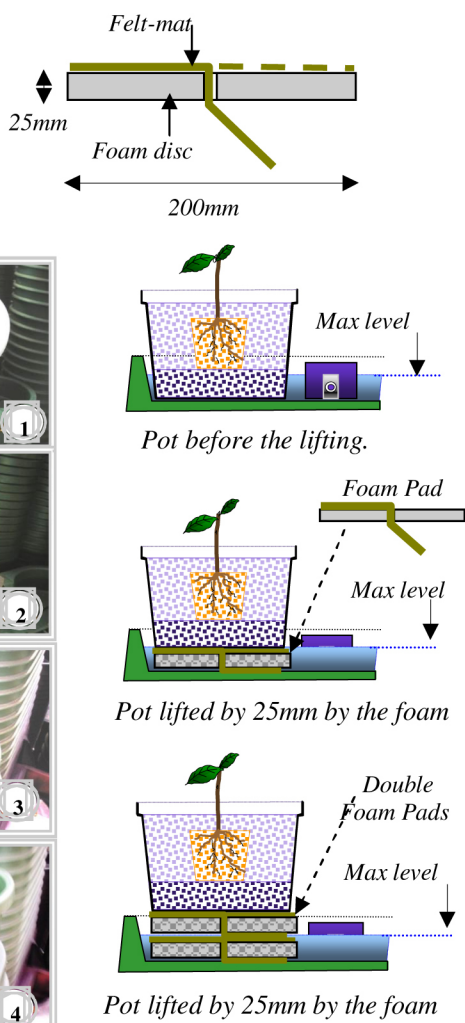 Felt-mat
25mm
Foam disc
200mm
Max level
1
Pot before the lifting.
Foam Pad
2
Max level
Pot lifted by 25mm by the foam
3
Double
Foam Pads
Max level
4
Pot lifted by 25mm by the foam